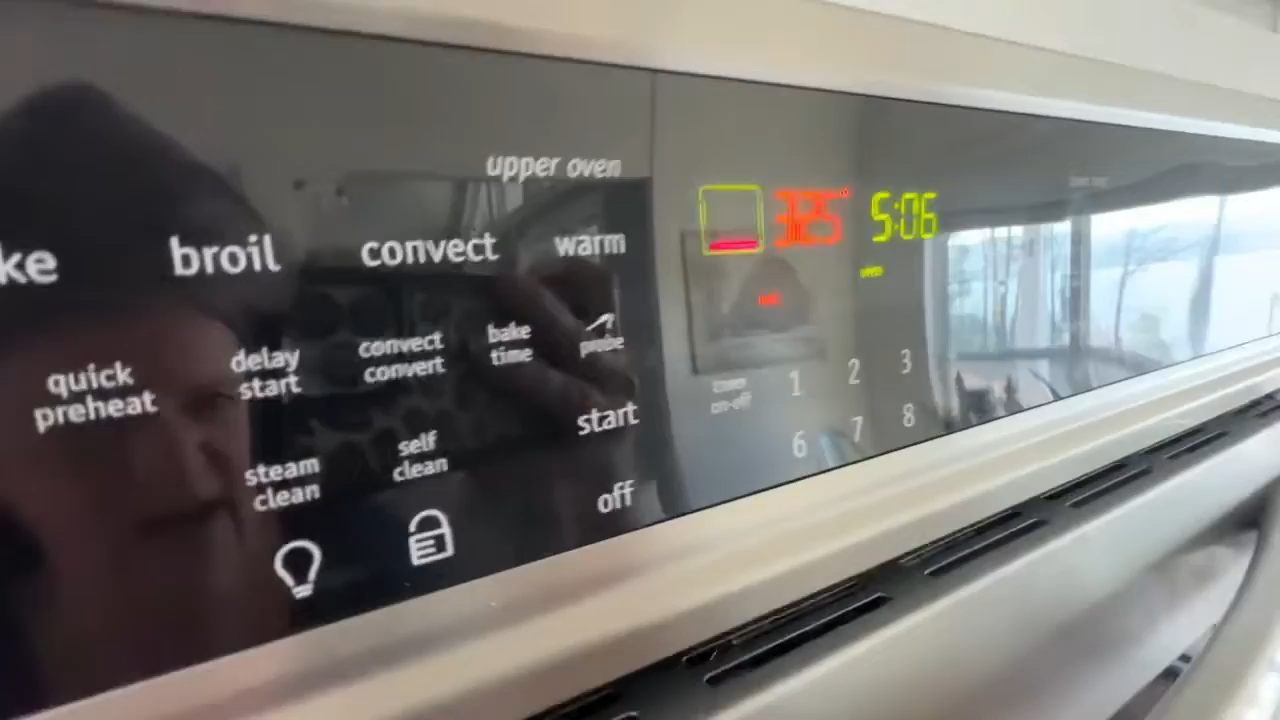 upper oven
ke broil convect warm
quick preheat
delay start
convect convert
bake time
probe
start
steam clean
self clean
off
325° 5:06
1 2 3
6 7 8
on-off